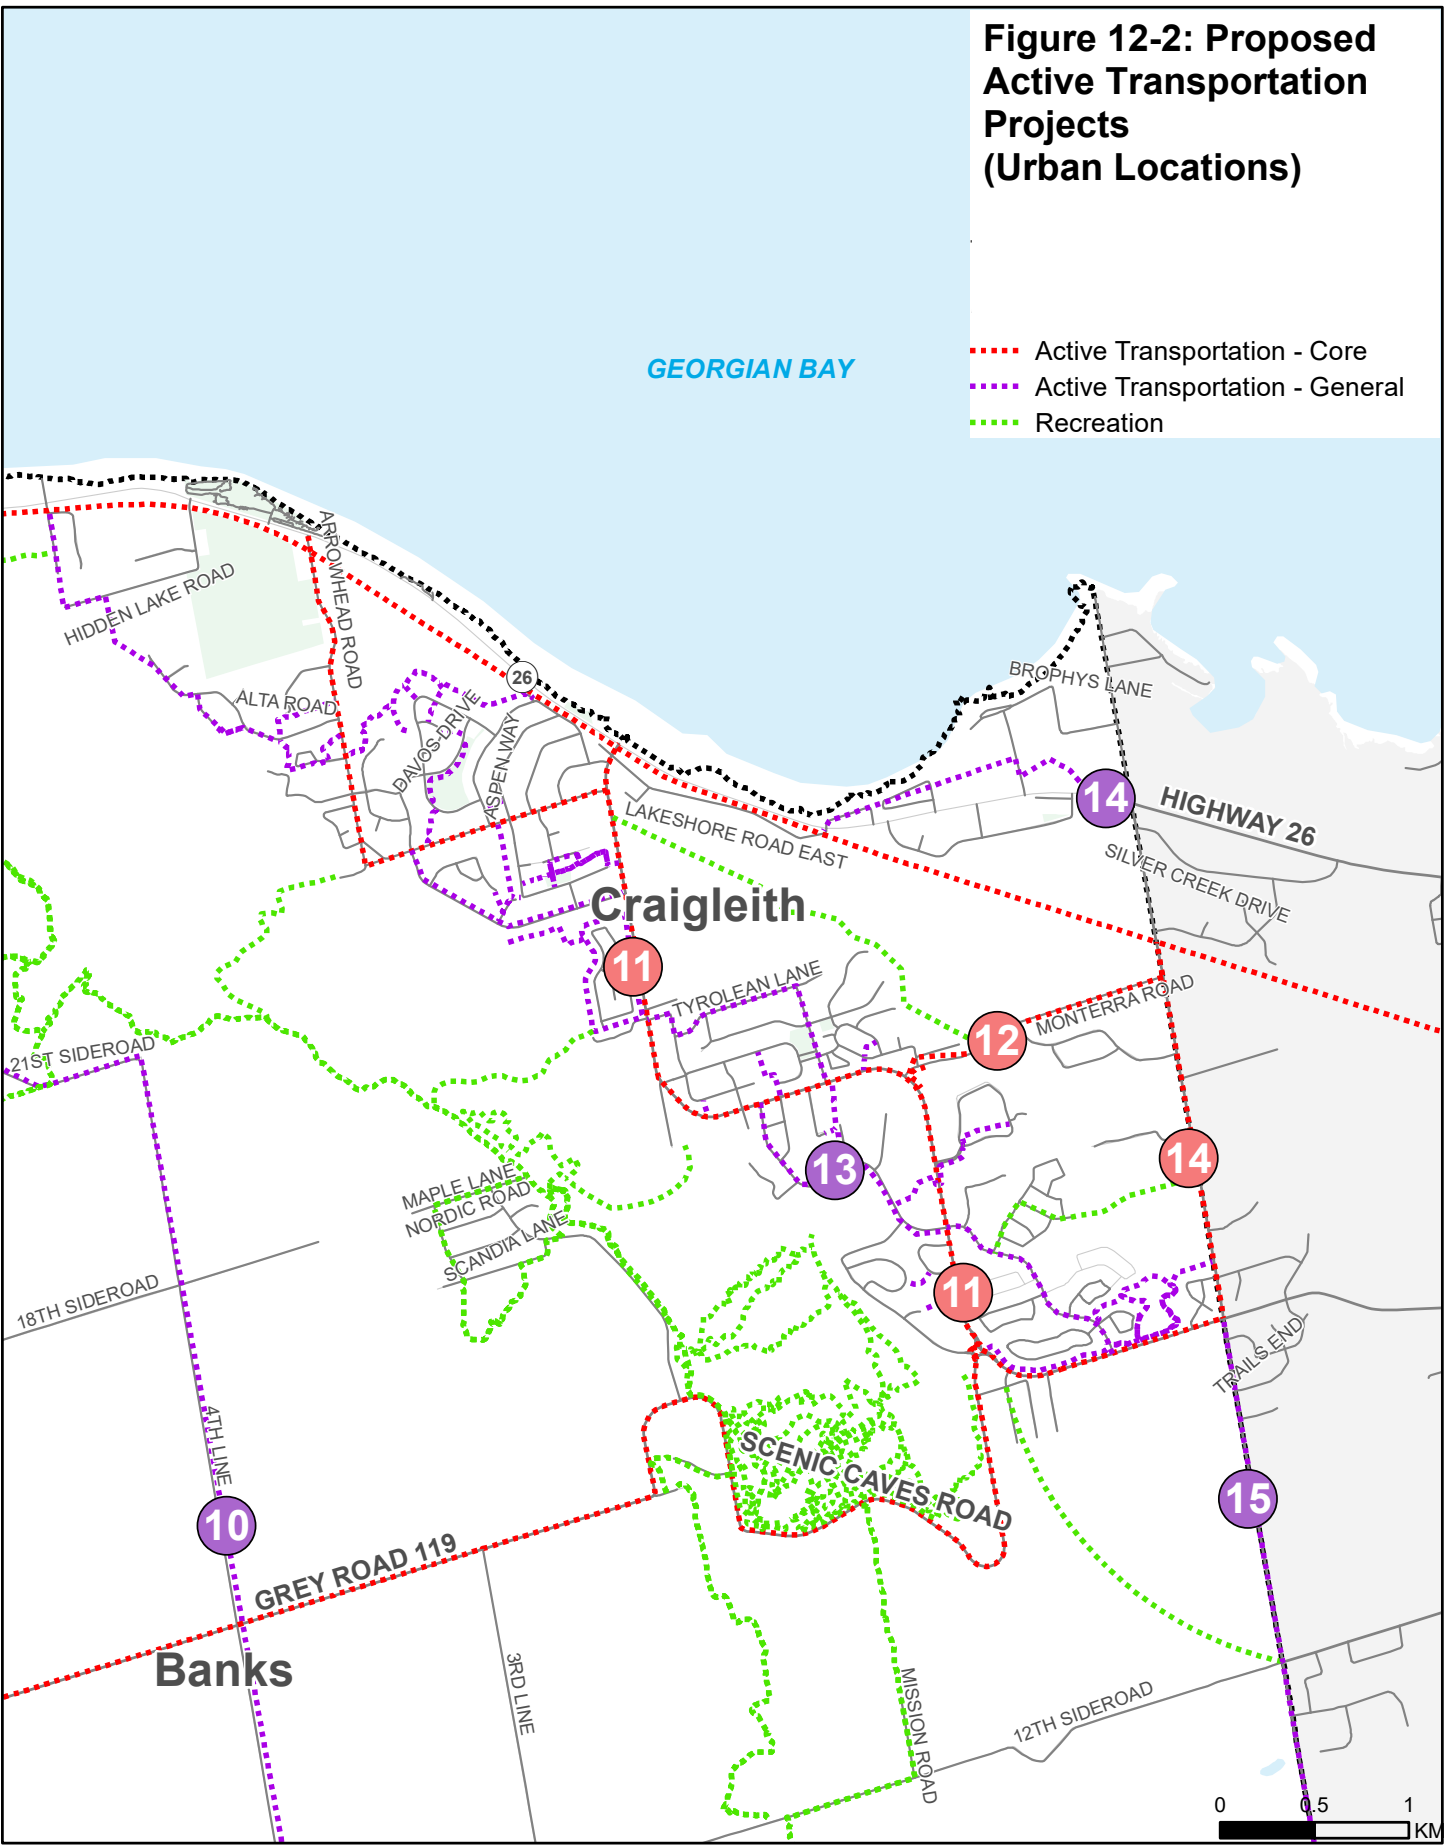 Figure 12-2: Proposed
Active Transportation
Projects
(Urban Locations)
GEORGIAN BAY
Active Transportation - Core
Active Transportation - General
Recreation
ARROWHEAD ROAD
HIDDEN LAKE ROAD
26
BROPHYS LANE
ALTA ROAD
DAVOS DRIVE
ASPEN WAY
14
HIGHWAY 26
LAKESHORE ROAD EAST
SILVER CREEK DRIVE
Craigleith
11
TYROLEAN LANE
MONTERRA ROAD
12
21ST SIDEROAD
14
13
MAPLE LANE
NORDIC ROAD
SCANDIA LANE
18TH SIDEROAD
11
TRAILS END
4TH LINE
SCENIC CAVES ROAD
15
10
GREY ROAD 119
Banks
3RD LINE
MISSION ROAD
12TH SIDEROAD
0 0.5 1
KM